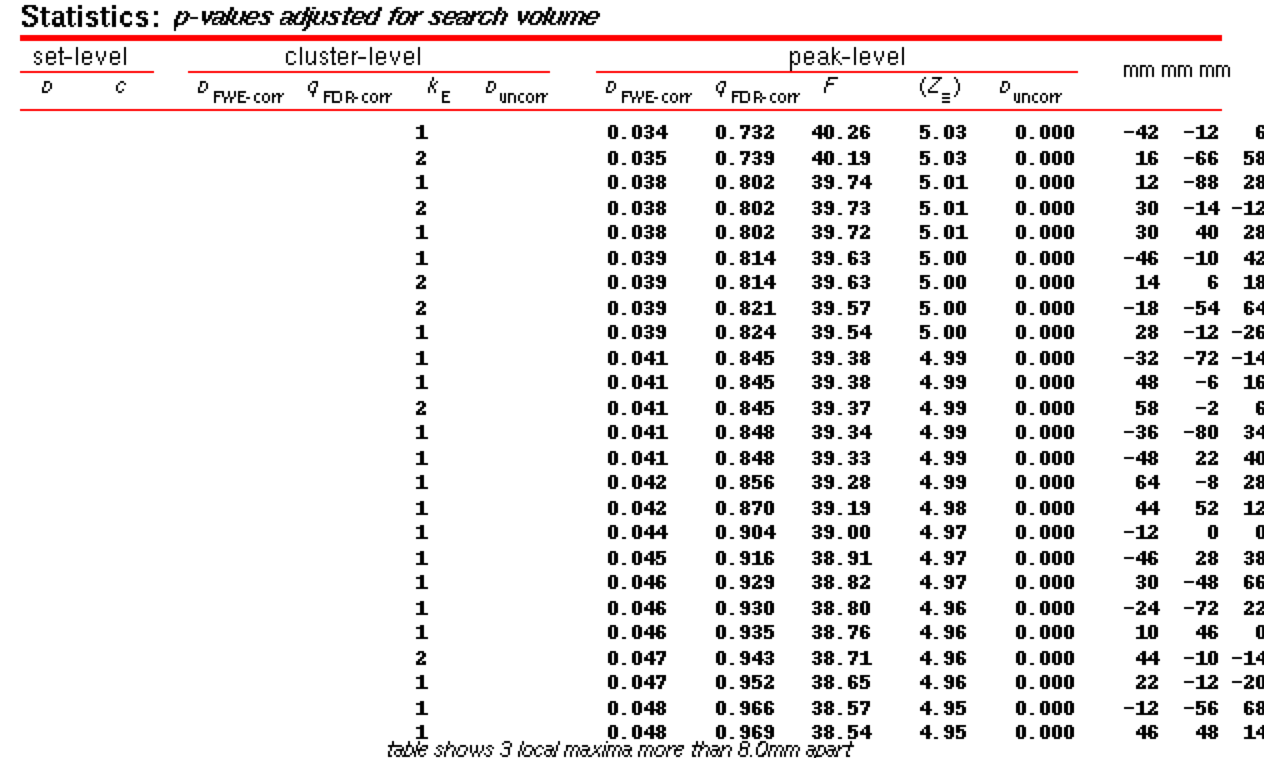 Statistics: p-values adjusted for search volume
set-level cluster-level peak-level mm mm mm
p c p FWE-corr q FDR-corr k E p uncorr p FWE-corr q FDR-corr F (Z≡) p uncorr
1 0.034 0.732 40.26 5.03 0.000 -42 -12 6
2 0.035 0.739 40.19 5.03 0.000 16 -66 58
1 0.038 0.802 39.74 5.01 0.000 12 -88 28
2 0.038 0.802 39.73 5.01 0.000 30 -14 -12
1 0.038 0.802 39.72 5.01 0.000 30 40 28
1 0.039 0.814 39.63 5.00 0.000 -46 -10 42
2 0.039 0.814 39.63 5.00 0.000 14 6 18
2 0.039 0.821 39.57 5.00 0.000 -18 -54 64
1 0.039 0.824 39.54 5.00 0.000 28 -12 -26
1 0.041 0.845 39.38 4.99 0.000 -32 -72 -14
1 0.041 0.845 39.38 4.99 0.000 48 -6 16
2 0.041 0.845 39.37 4.99 0.000 58 -2 6
1 0.041 0.848 39.34 4.99 0.000 -36 -80 34
1 0.041 0.848 39.33 4.99 0.000 -48 22 40
1 0.042 0.856 39.28 4.99 0.000 64 -8 28
1 0.042 0.870 39.19 4.98 0.000 44 52 12
1 0.044 0.904 39.00 4.97 0.000 -12 0 0
1 0.045 0.916 38.91 4.97 0.000 -46 28 38
1 0.046 0.929 38.82 4.97 0.000 30 -48 66
1 0.046 0.930 38.80 4.96 0.000 -24 -72 22
1 0.046 0.935 38.76 4.96 0.000 10 46 0
2 0.047 0.943 38.71 4.96 0.000 44 -10 -14
1 0.047 0.952 38.65 4.96 0.000 22 -12 -20
1 0.048 0.966 38.57 4.95 0.000 -12 -56 68
1 0.048 0.969 38.54 4.95 0.000 46 48 14
table shows 3 local maxima more than 8.0mm apart